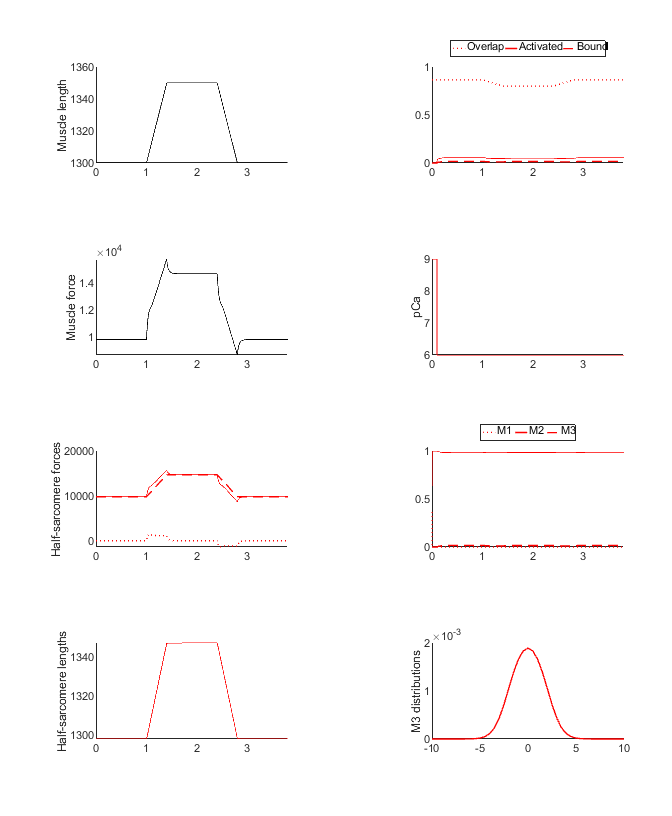 Muscle length
1360
1340
1320
1300
0 1 2 3
Overlap Activated Bound
1
0.5
0
0 1 2 3
Muscle force
×10^4
1.4
1.2
1
0 1 2 3
pCa
9
8
7
6
0 1 2 3
Half-sarcomere forces
20000
10000
0
0 1 2 3
M1 M2 M3
1
0.5
0
0 1 2 3
Half-sarcomere lengths
1340
1320
1300
0 1 2 3
M3 distributions
×10^-3
2
1
0
-10 -5 0 5 10